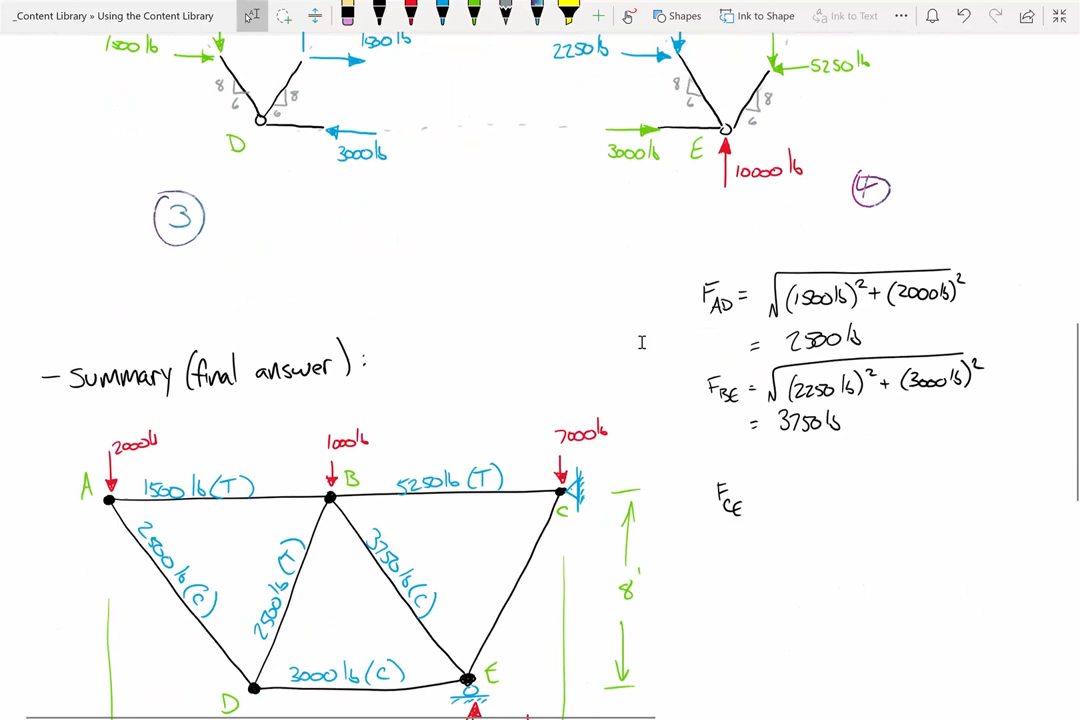 _Content Library » Using the Content Library
Shapes
Ink to Shape
Ink to Text
1500 lb
1500 lb
2250 lb
5250 lb
8
6
8
6
8
6
8
6
D
3000 lb
3000 lb
E
10000 lb
3
4
F_AD = √(1500 lb)² + (2000 lb)²
= 2500 lb
F_BE = √(2250 lb)² + (3000 lb)²
= 3750 lb
F_CE
- Summary (final answer):
2000 lb
1000 lb
7000 lb
A
1500 lb (T)
B
5250 lb (T)
C
2500 lb (C)
2500 lb (T)
3750 lb (C)
8'
3000 lb (C)
D
E